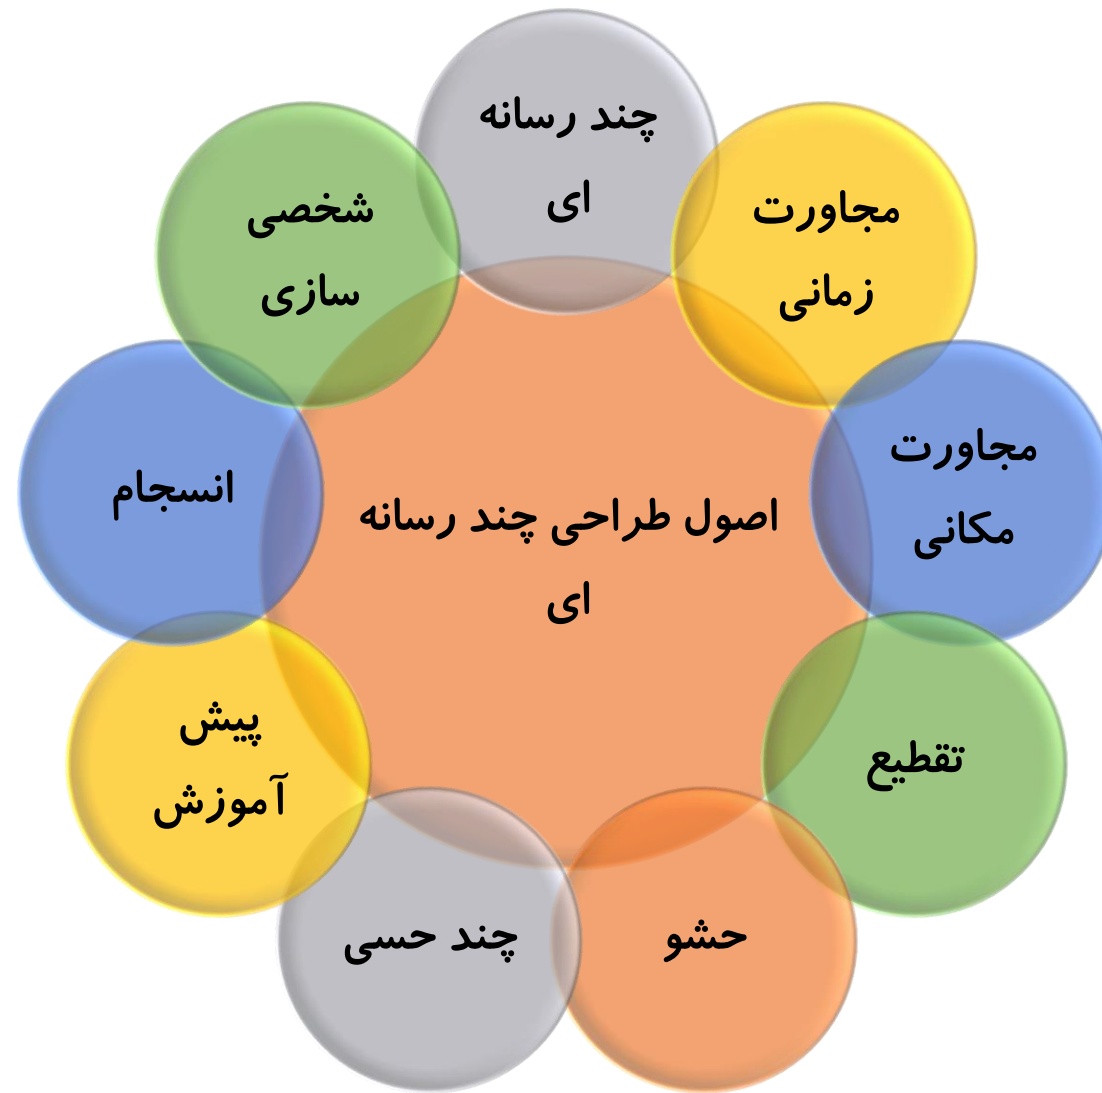 چند رسانه
ای
مجاورت
زمانی
مجاورت
مکانی
تقطیع
حشو
چند حسی
پیش
آموزش
انسجام
شخصی
سازی
اصول طراحی چند رسانه
ای